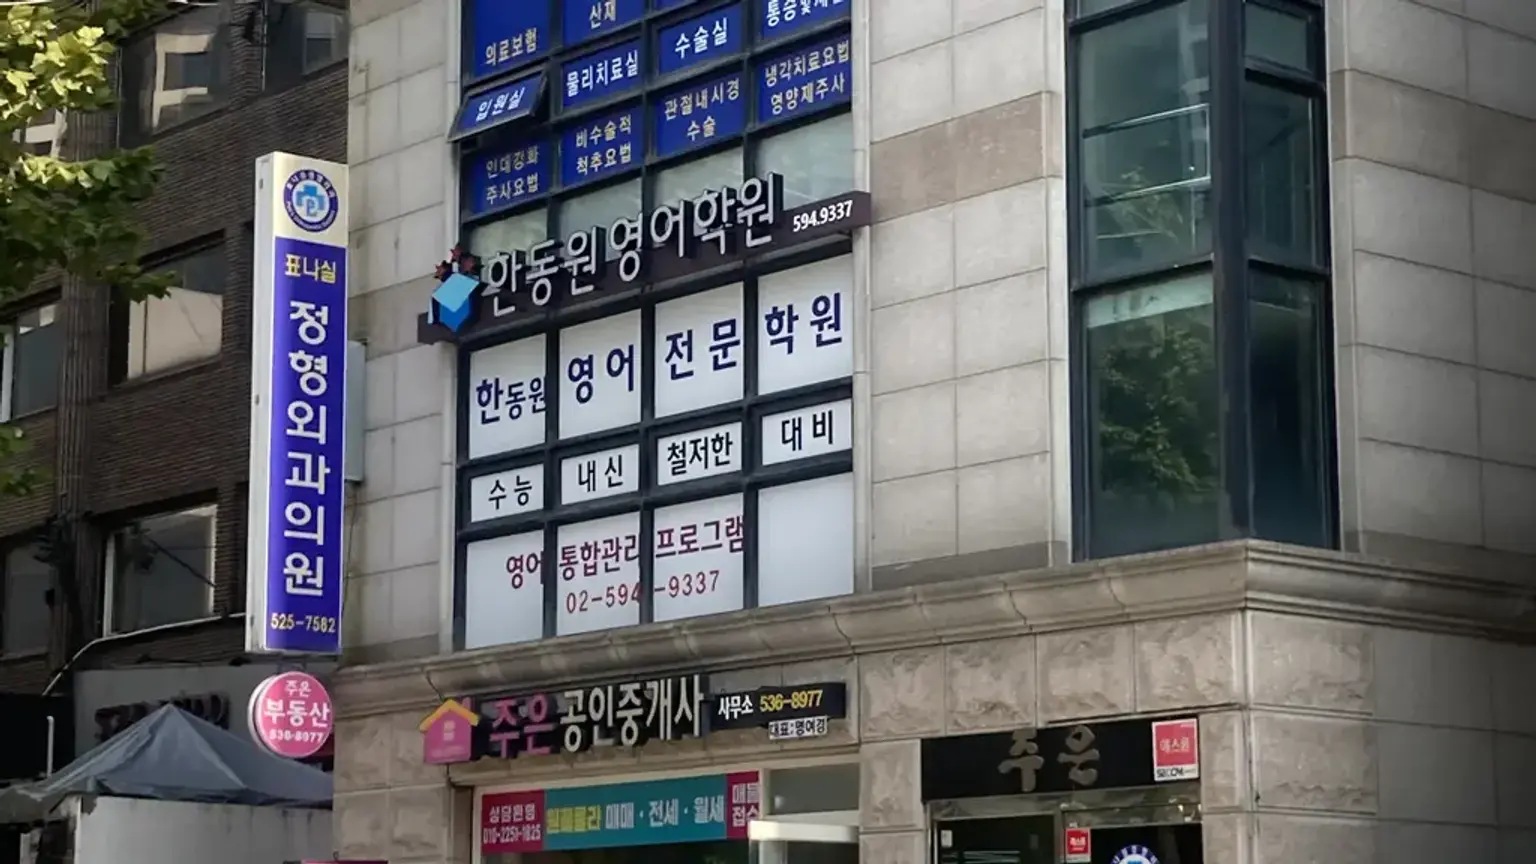 의료보험
산재
물리치료실
수술실
입원실
비수술적
척추요법
관절내시경
수술
냉각치료요법
영양제주사
인대강화
주사요법
한동원영어학원 594.9337
한동원 영어 전문 학원
수능 내신 철저한 대비
영어 통합관리 프로그램
02-594-9337
표나실
정형외과의원
525-7582
주은
부동산
536-8977
주은 공인중개사 사무소 536-8977
대표:명여경
상담환영
010-2251-1825
매매·전세·월세
매물
접수
주은
에스원
SECOM